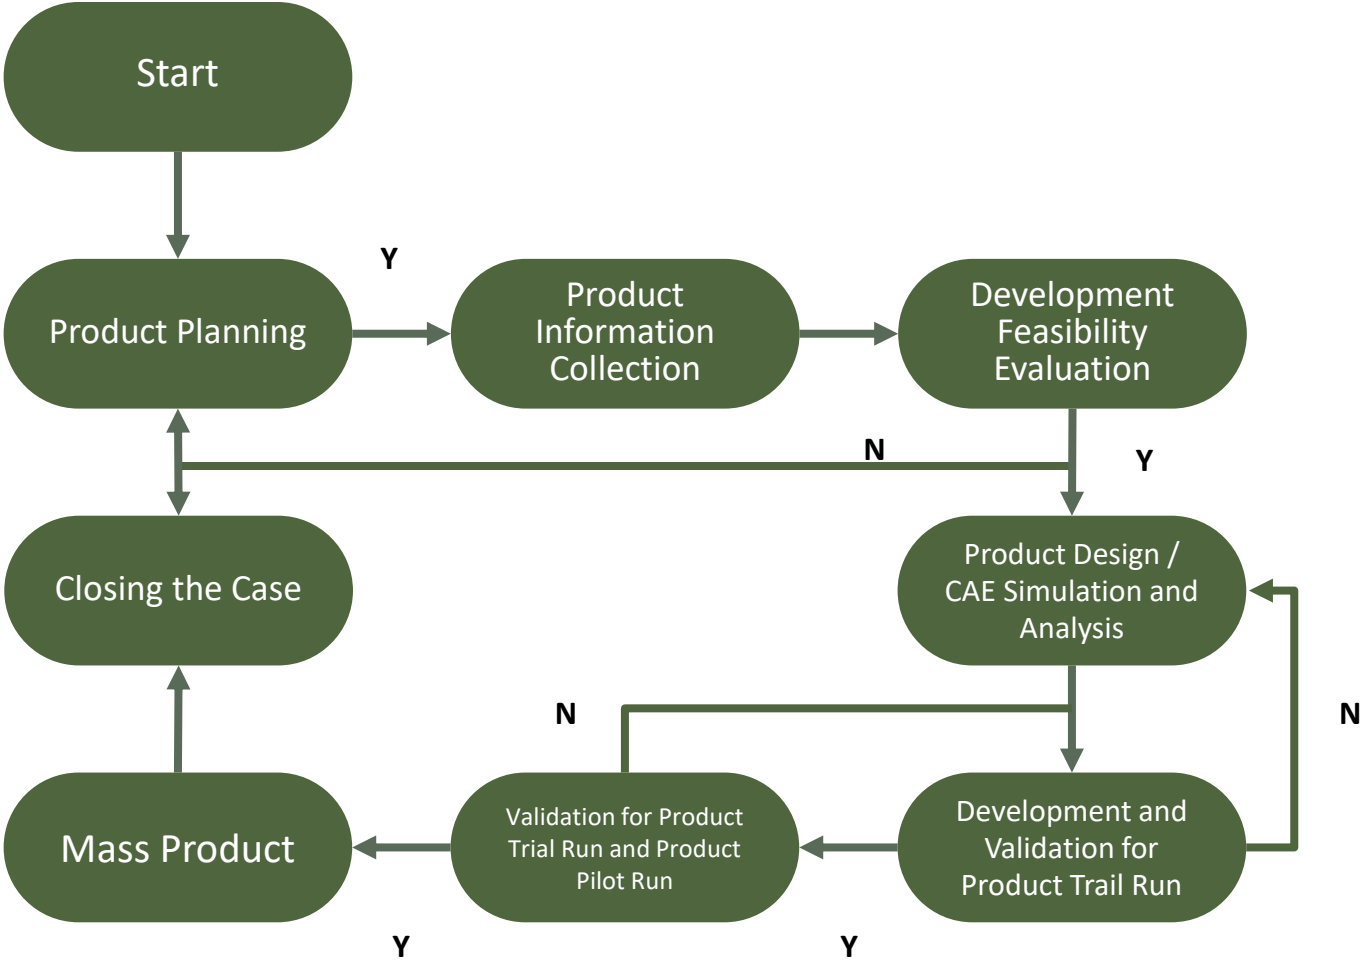 Start
Y
Product Planning
Product
Information
Collection
Development
Feasibility
Evaluation
N
Y
Closing the Case
Product Design /
CAE Simulation and
Analysis
N
N
Mass Product
Validation for Product
Trial Run and Product
Pilot Run
Development and
Validation for
Product Trail Run
Y
Y